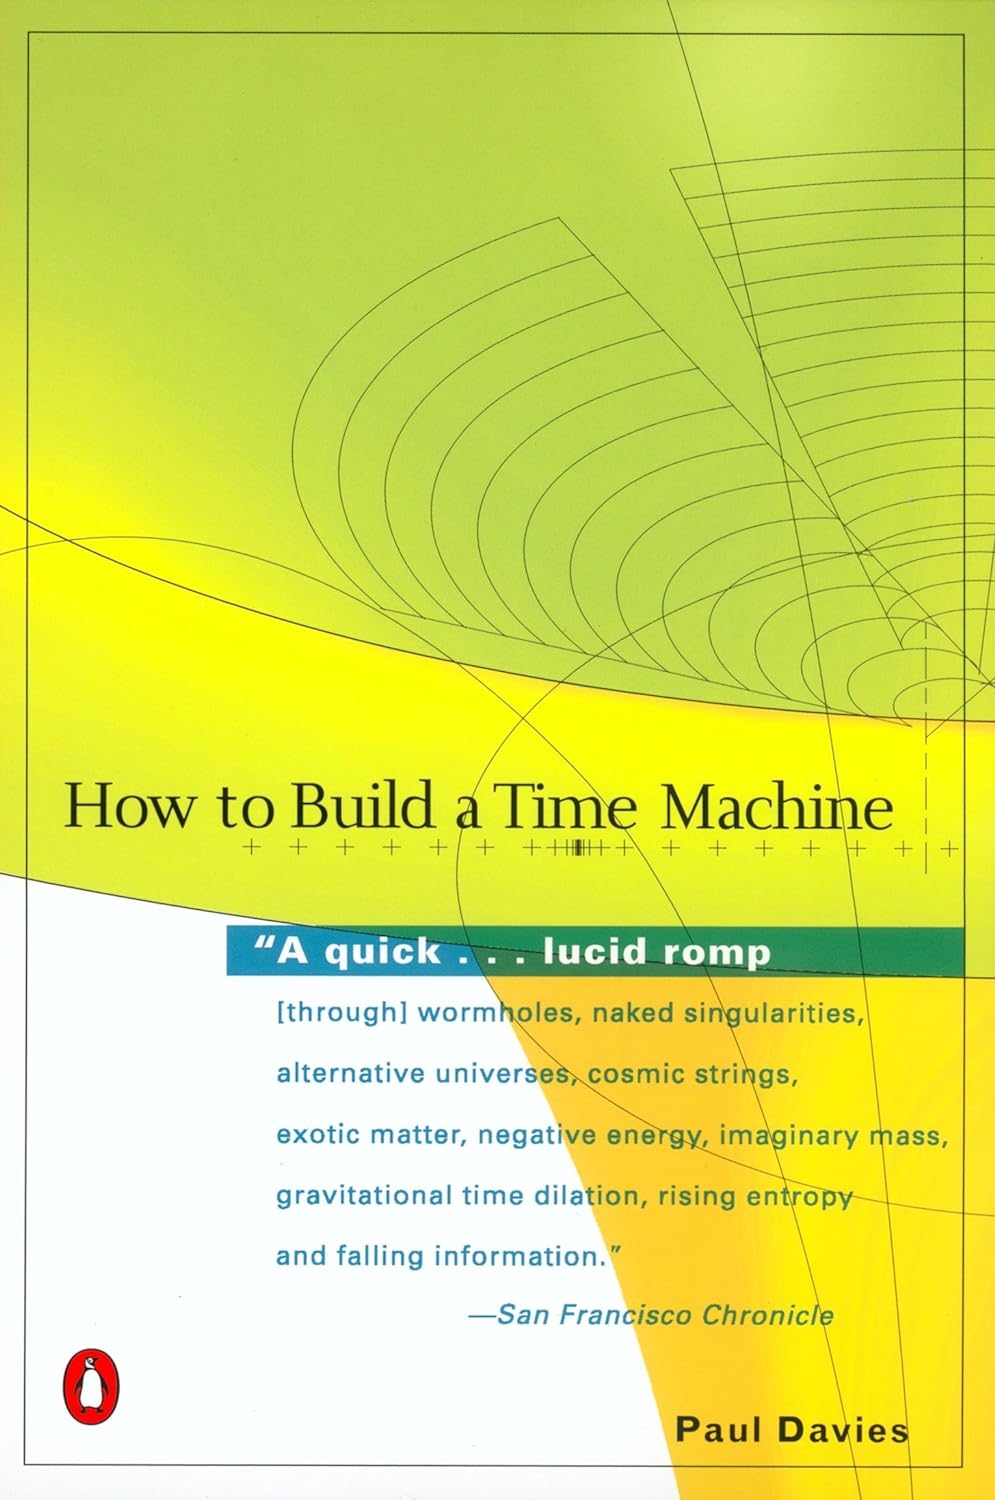 How to Build a Time Machine
“A quick . . . lucid romp
[through] wormholes, naked singularities,
alternative universes, cosmic strings,
exotic matter, negative energy, imaginary mass,
gravitational time dilation, rising entropy
and falling information.”
—San Francisco Chronicle
Paul Davies